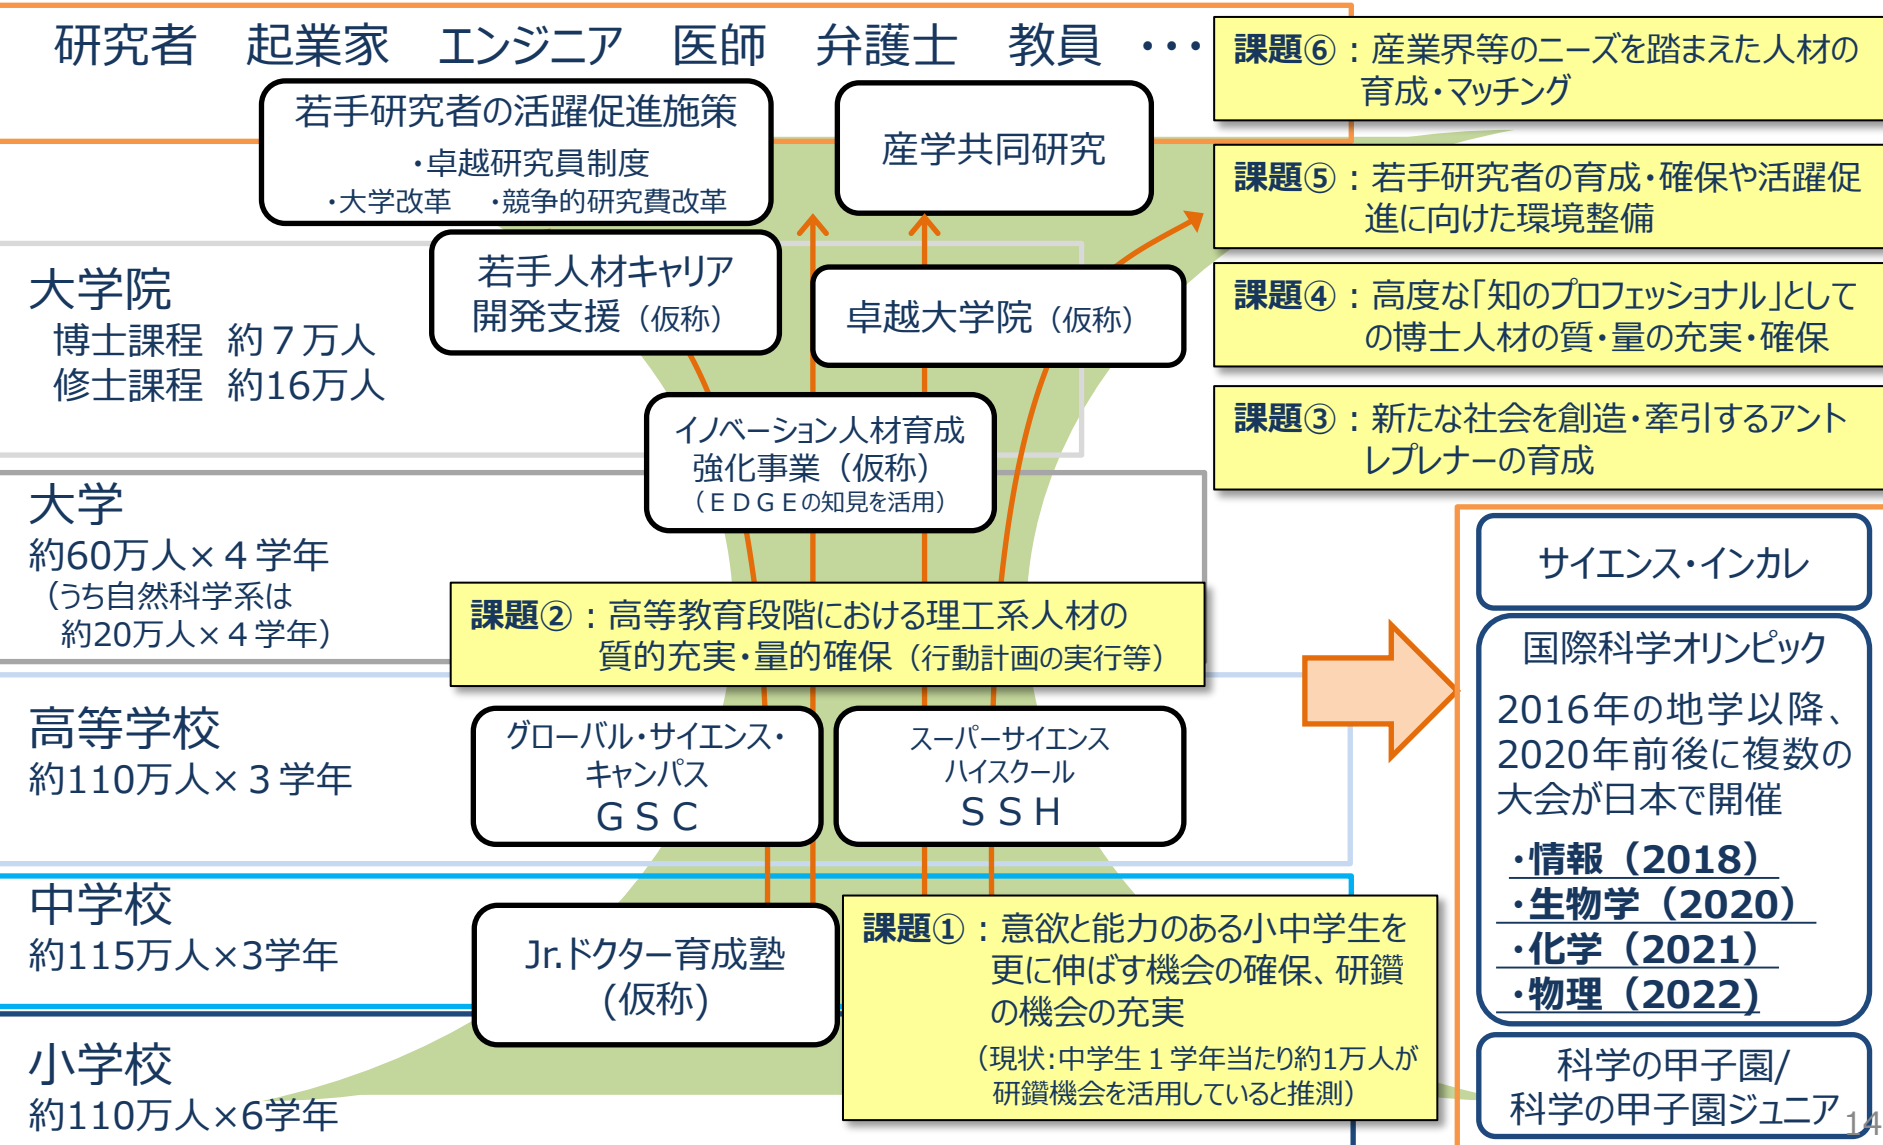 研究者 起業家 エンジニア 医師 弁護士 教員 ・・・
若手研究者の活躍促進施策
・卓越研究員制度
・大学改革 ・競争的研究費改革
産学共同研究
課題⑥：産業界等のニーズを踏まえた人材の
育成・マッチング
課題⑤：若手研究者の育成・確保や活躍促
進に向けた環境整備
大学院
博士課程 約７万人
修士課程 約16万人
若手人材キャリア
開発支援（仮称）
卓越大学院（仮称）
課題④：高度な「知のプロフェッショナル」として
の博士人材の質・量の充実・確保
イノベーション人材育成
強化事業（仮称）
（ＥＤＧＥの知見を活用）
課題③：新たな社会を創造・牽引するアント
レプレナーの育成
大学
約60万人×４学年
（うち自然科学系は
約20万人×４学年）
課題②：高等教育段階における理工系人材の
質的充実・量的確保（行動計画の実行等）
高等学校
約110万人×３学年
グローバル・サイエンス・
キャンパス
ＧＳＣ
スーパーサイエンス
ハイスクール
ＳＳＨ
中学校
約115万人×3学年
Jr.ドクター育成塾
(仮称)
課題①：意欲と能力のある小中学生を
更に伸ばす機会の確保、研鑽
の機会の充実
（現状:中学生１学年当たり約1万人が
研鑽機会を活用していると推測）
小学校
約110万人×6学年
サイエンス・インカレ
国際科学オリンピック
2016年の地学以降、
2020年前後に複数の
大会が日本で開催
・情報（2018）
・生物学（2020）
・化学（2021）
・物理（2022)
科学の甲子園/
科学の甲子園ジュニア
14